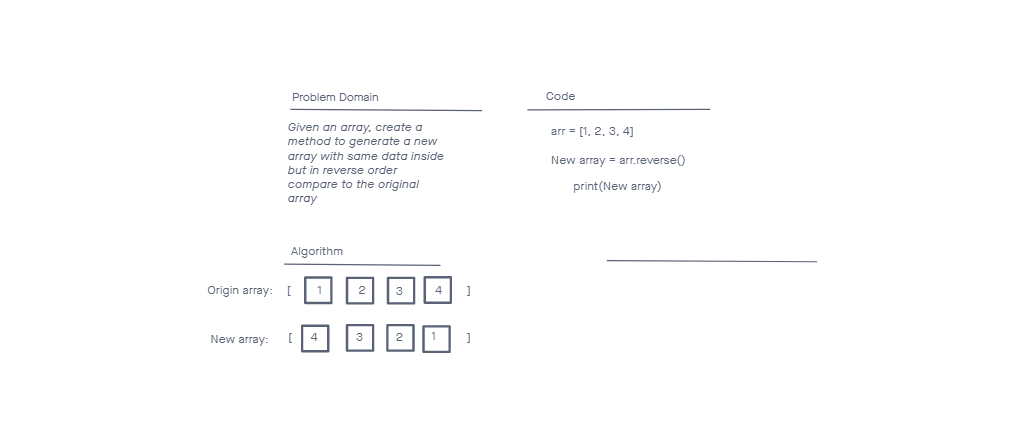 Problem Domain
Given an array, create a
method to generate a new
array with same data inside
but in reverse order
compare to the original
array
Code
arr = [1, 2, 3, 4]
New array = arr.reverse()
print(New array)
Algorithm
Origin array: [ 1 2 3 4 ]
New array: [ 4 3 2 1 ]